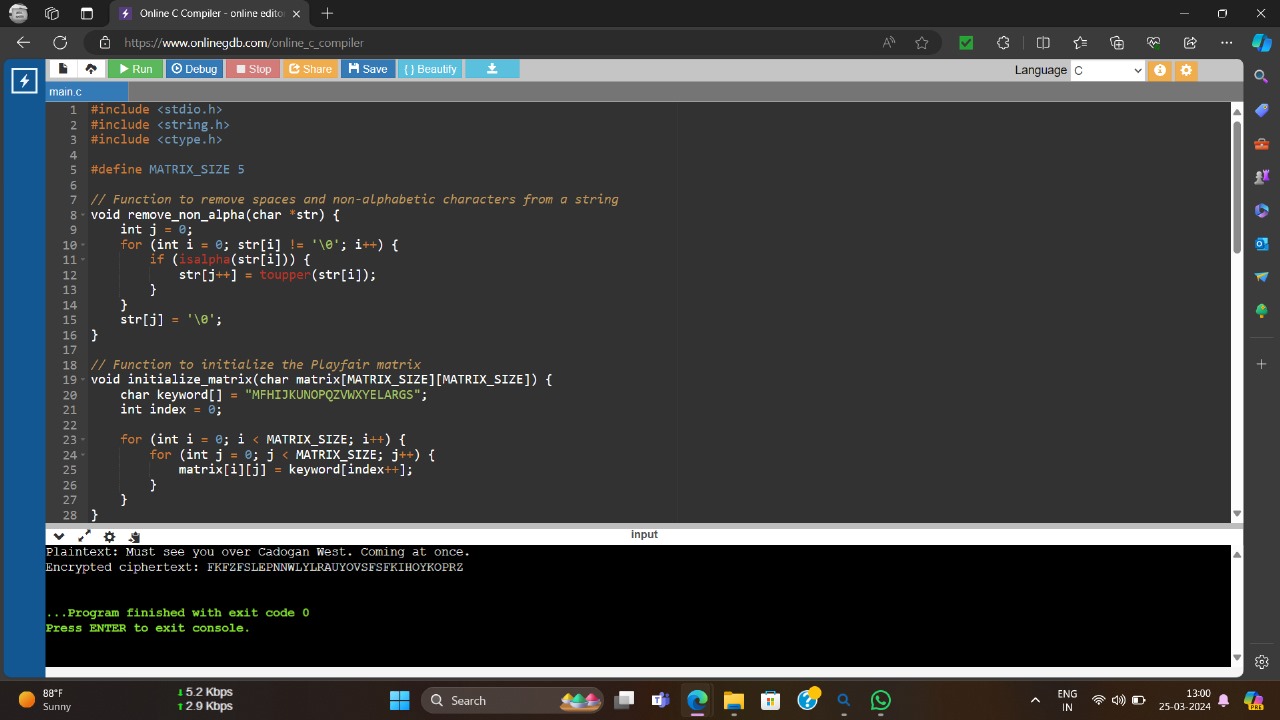 Online C Compiler - online edito
https://www.onlinegdb.com/online_c_compiler
Run Debug Stop Share Save { } Beautify Language C
main.c
1 #include <stdio.h>
2 #include <string.h>
3 #include <ctype.h>
4
5 #define MATRIX_SIZE 5
6
7 // Function to remove spaces and non-alphabetic characters from a string
8 void remove_non_alpha(char *str) {
9 int j = 0;
10 for (int i = 0; str[i] != '\0'; i++) {
11 if (isalpha(str[i])) {
12 str[j++] = toupper(str[i]);
13 }
14 }
15 str[j] = '\0';
16 }
17
18 // Function to initialize the Playfair matrix
19 void initialize_matrix(char matrix[MATRIX_SIZE][MATRIX_SIZE]) {
20 char keyword[] = "MFHIJKUNOPQZVWXYELARGS";
21 int index = 0;
22
23 for (int i = 0; i < MATRIX_SIZE; i++) {
24 for (int j = 0; j < MATRIX_SIZE; j++) {
25 matrix[i][j] = keyword[index++];
26 }
27 }
28 }
input
Plaintext: Must see you over Cadogan West. Coming at once.
Encrypted ciphertext: FKFZFSLEPNNWLYLRAUYOVSFSFKIHOYKOPRZ
...Program finished with exit code 0
Press ENTER to exit console.
88°F
Sunny
5.2 Kbps
2.9 Kbps
Search
ENG
IN
13:00
25-03-2024